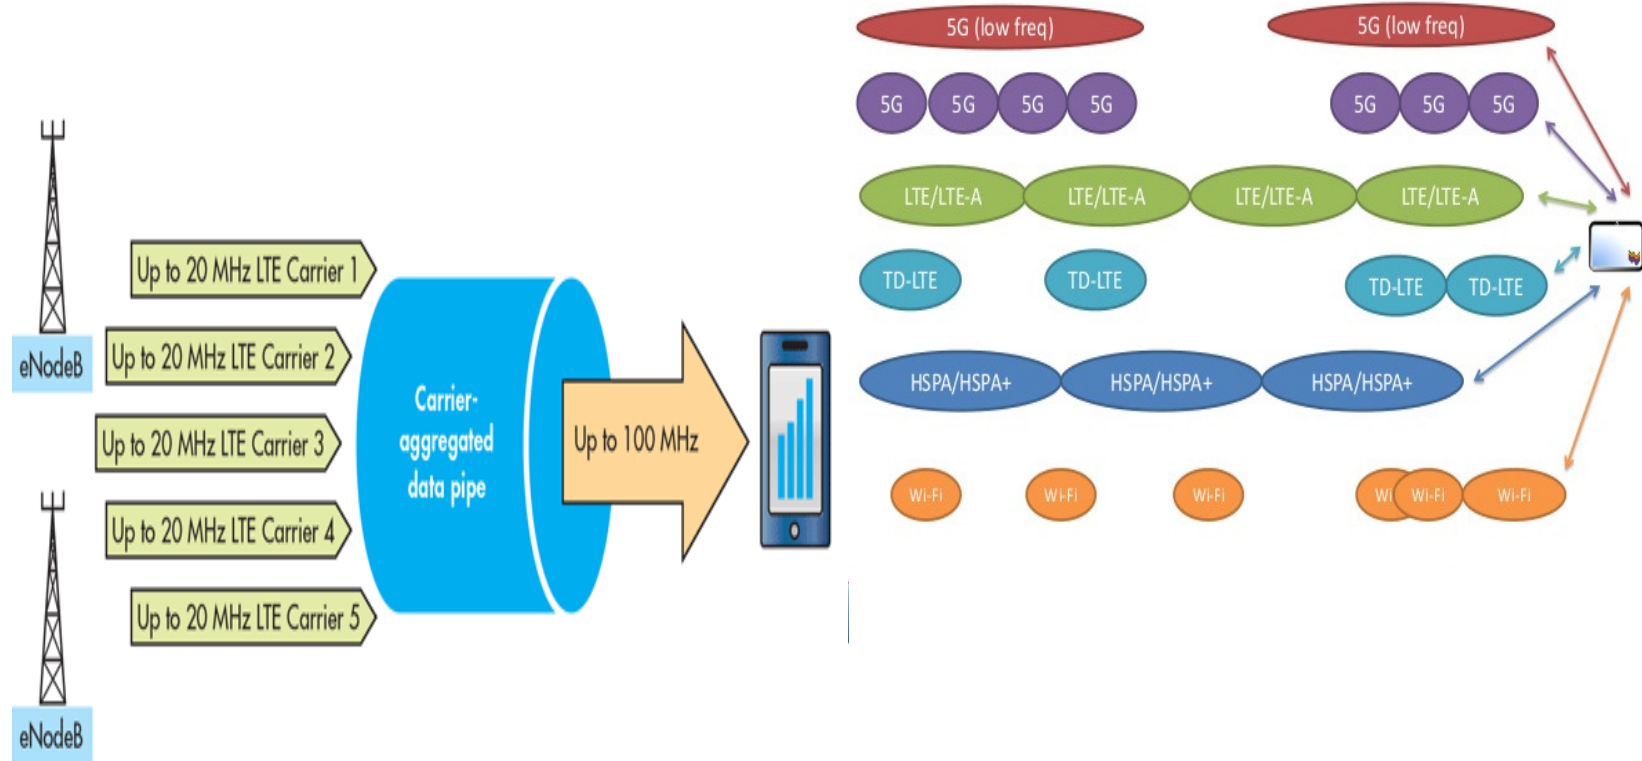 eNodeB
eNodeB
Up to 20 MHz LTE Carrier 1
Up to 20 MHz LTE Carrier 2
Up to 20 MHz LTE Carrier 3
Up to 20 MHz LTE Carrier 4
Up to 20 MHz LTE Carrier 5
Carrier-
aggregated
data pipe
Up to 100 MHz
5G (low freq) 5G (low freq)
5G 5G 5G 5G 5G 5G 5G
LTE/LTE-A LTE/LTE-A LTE/LTE-A LTE/LTE-A
TD-LTE TD-LTE TD-LTE TD-LTE
HSPA/HSPA+ HSPA/HSPA+ HSPA/HSPA+
Wi-Fi Wi-Fi Wi-Fi Wi Wi-Fi Wi-Fi